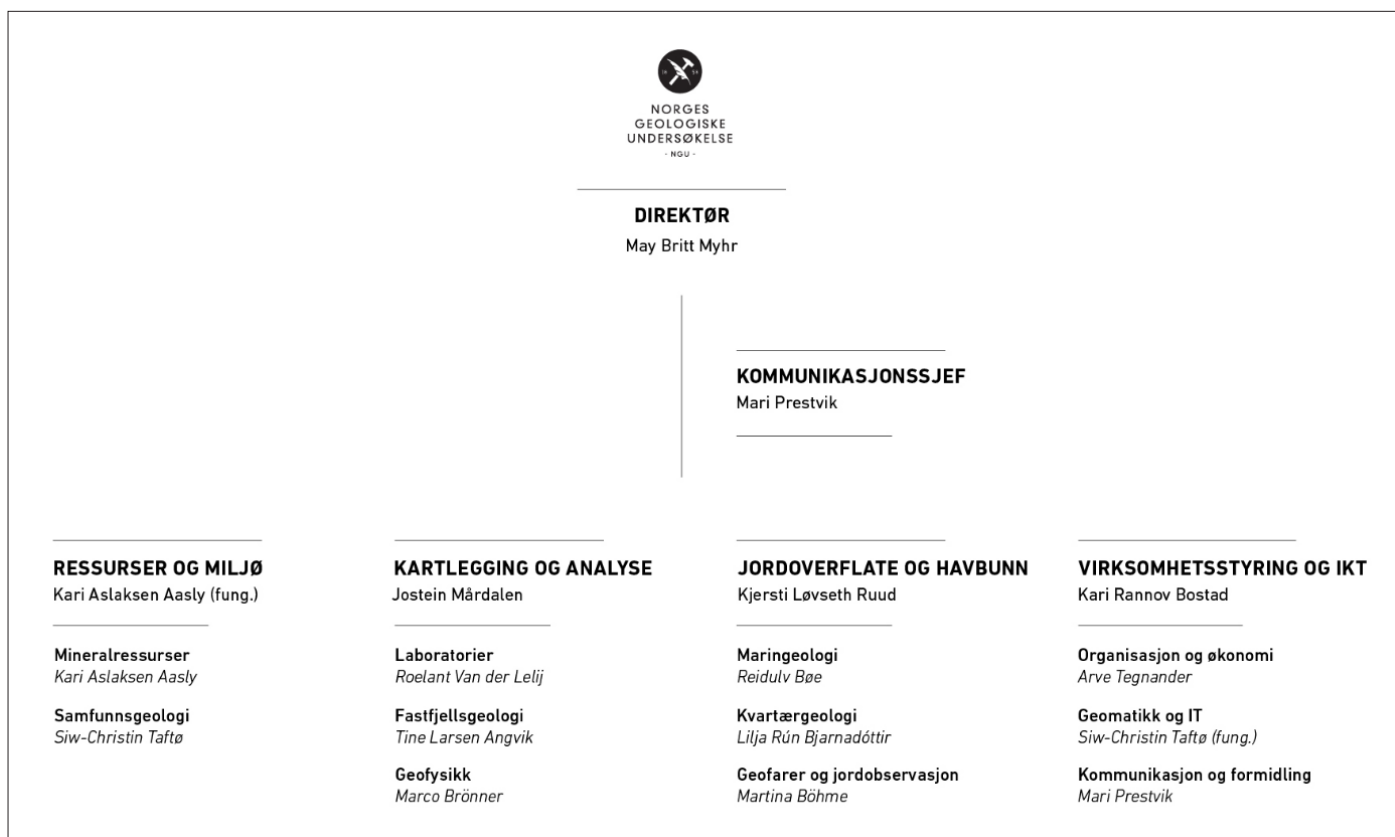 16 59
NORGES
GEOLOGISKE
UNDERSØKELSE
- NGU -
DIREKTØR
May Britt Myhr
KOMMUNIKASJONSSJEF
Mari Prestvik
RESSURSER OG MILJØ
Kari Aslaksen Aasly (fung.)
Mineralressurser
Kari Aslaksen Aasly
Samfunnsgeologi
Siw-Christin Taftø
KARTLEGGING OG ANALYSE
Jostein Mårdalen
Laboratorier
Roelant Van der Lelij
Fastfjellsgeologi
Tine Larsen Angvik
Geofysikk
Marco Brönner
JORDOVERFLATE OG HAVBUNN
Kjersti Løvseth Ruud
Maringeologi
Reidulv Bøe
Kvartærgeologi
Lilja Rún Bjarnadóttir
Geofarer og jordobservasjon
Martina Böhme
VIRKSOMHETSSTYRING OG IKT
Kari Rannov Bostad
Organisasjon og økonomi
Arve Tegnander
Geomatikk og IT
Siw-Christin Taftø (fung.)
Kommunikasjon og formidling
Mari Prestvik